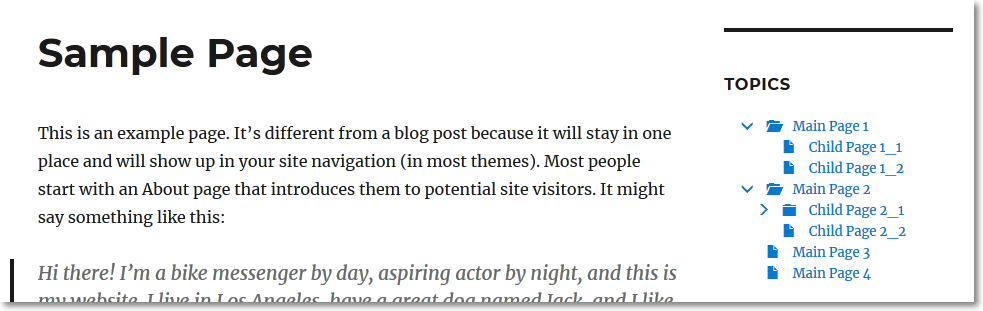 Sample Page
This is an example page. It’s different from a blog post because it will stay in one
place and will show up in your site navigation (in most themes). Most people
start with an About page that introduces them to potential site visitors. It might
say something like this:
Hi there! I’m a bike messenger by day, aspiring actor by night, and this is
my website. I live in Los Angeles, have a great dog named Jack, and I like
TOPICS
Main Page 1
Child Page 1_1
Child Page 1_2
Main Page 2
Child Page 2_1
Child Page 2_2
Main Page 3
Main Page 4